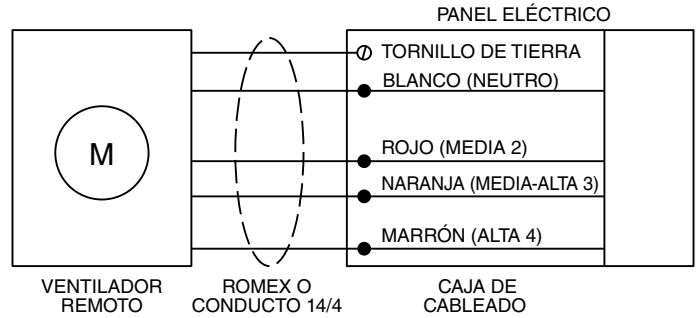 PANEL ELÉCTRICO
TORNILLO DE TIERRA
BLANCO (NEUTRO)
M
ROJO (MEDIA 2)
NARANJA (MEDIA-ALTA 3)
MARRÓN (ALTA 4)
VENTILADOR
REMOTO
ROMEX O
CONDUCTO 14/4
CAJA DE
CABLEADO